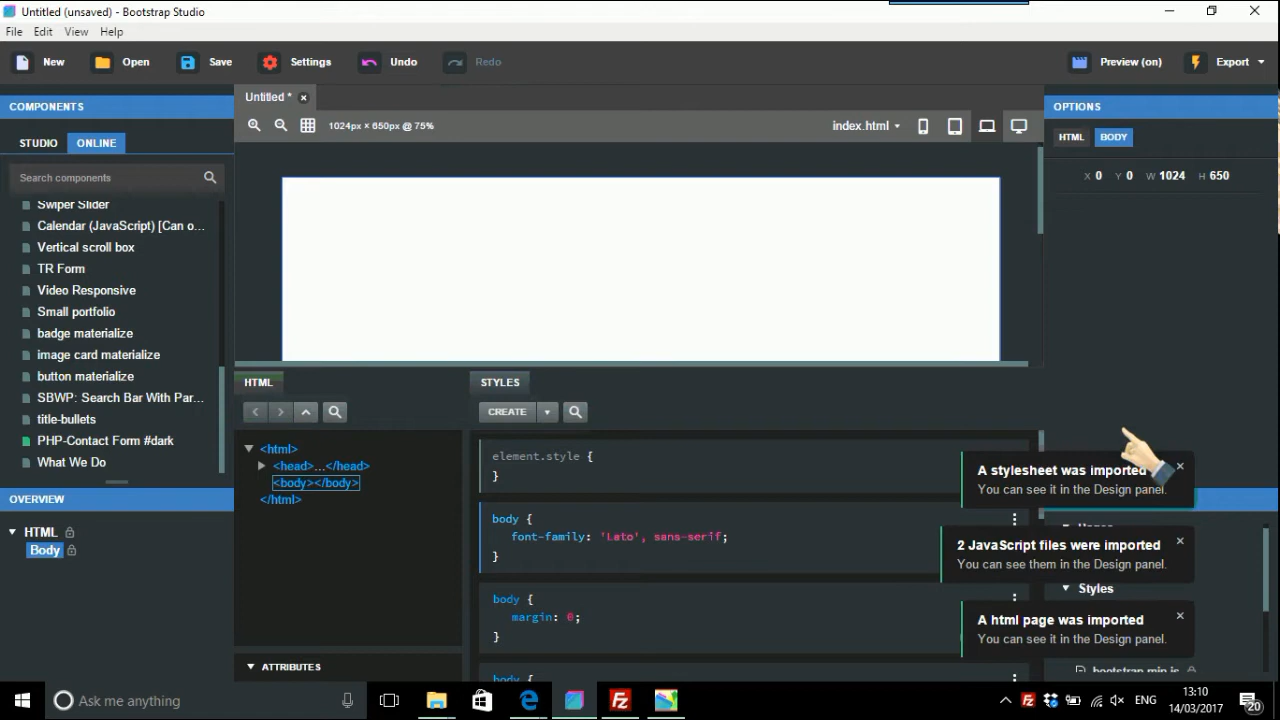 Untitled (unsaved) - Bootstrap Studio
File Edit View Help
New Open Save Settings Undo Redo Preview (on) Export
COMPONENTS
Untitled *
OPTIONS
STUDIO ONLINE
1024px × 650px @ 75%
index.html
HTML BODY
Search components
X 0 Y 0 W 1024 H 650
Swiper Slider
Calendar (JavaScript) [Can o...
Vertical scroll box
TR Form
Video Responsive
Small portfolio
badge materialize
image card materialize
button materialize
SBWP: Search Bar With Par...
title-bullets
PHP-Contact Form #dark
What We Do
HTML
STYLES
CREATE
<html>
<head>...</head>
<body></body>
</html>
element.style {
}
body {
font-family: 'Lato', sans-serif;
}
body {
margin: 0;
}
body {
ATTRIBUTES
OVERVIEW
HTML
Body
A stylesheet was imported
You can see it in the Design panel.
2 JavaScript files were imported
You can see them in the Design panel.
Styles
A html page was imported
You can see it in the Design panel.
bootstrap.min.js
Ask me anything
ENG
13:10
14/03/2017
20